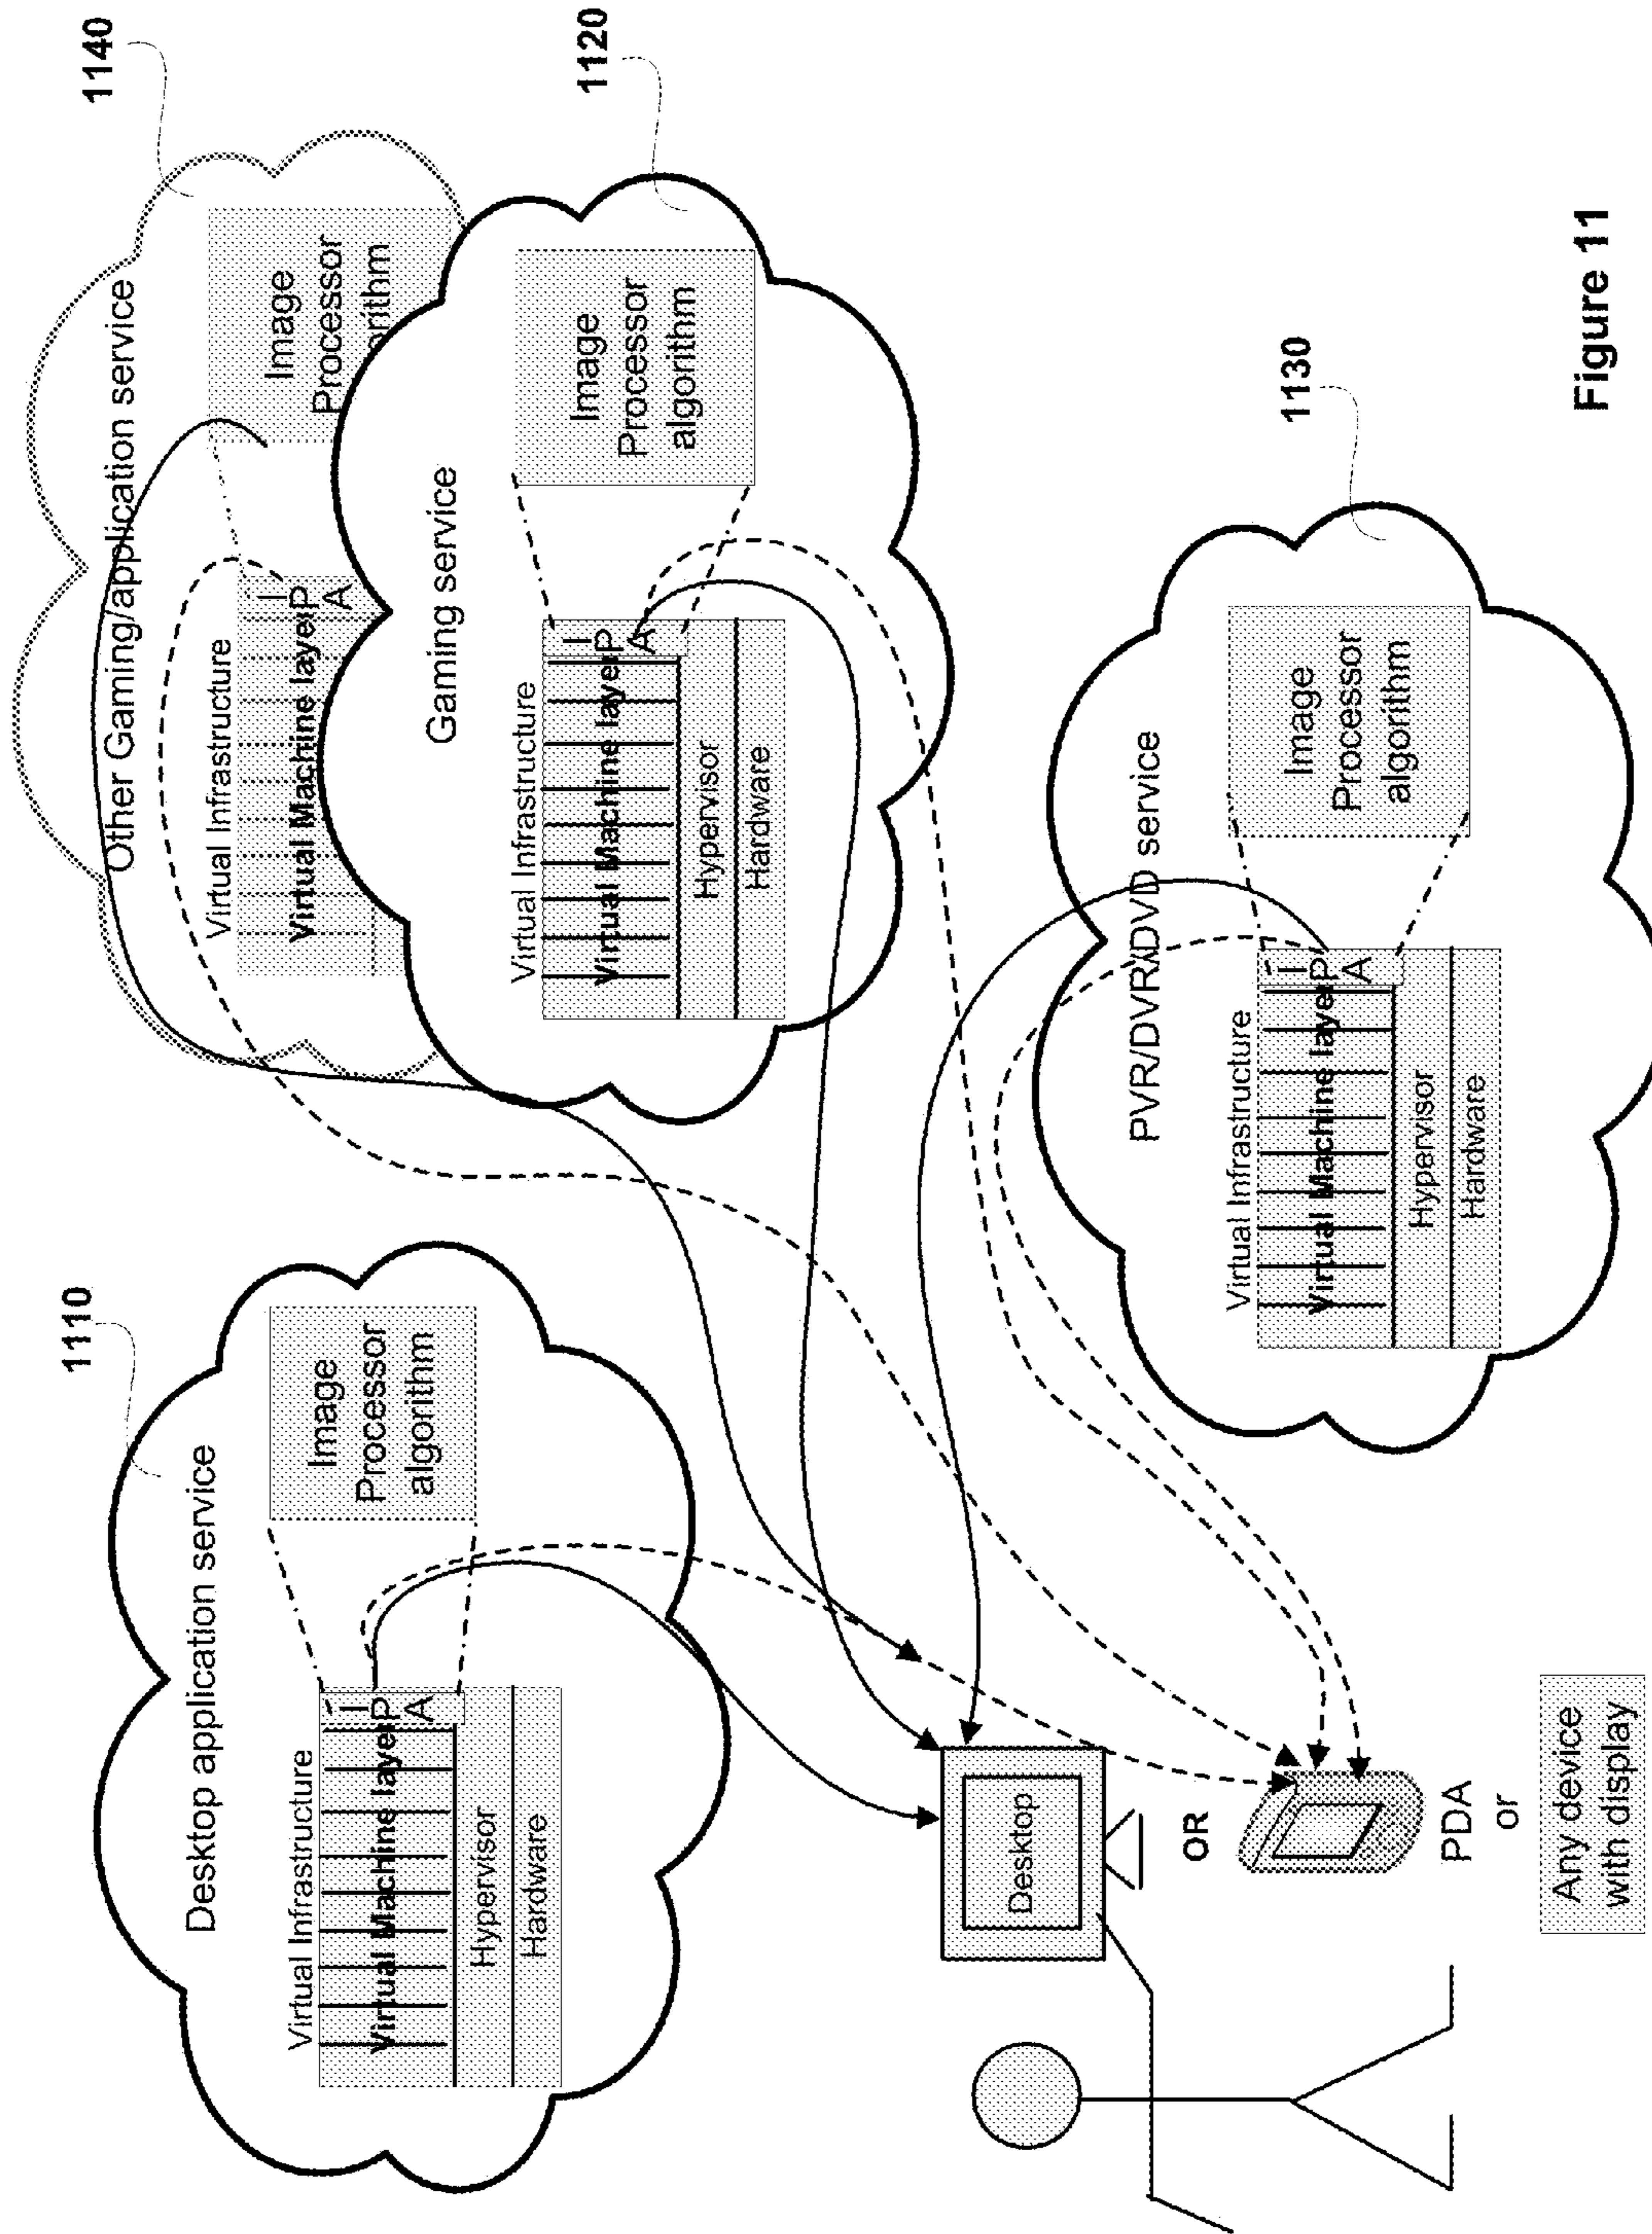 1110
Desktop application service
Virtual Infrastructure
Virtual Machine layer
I
P
A
Hypervisor
Hardware
Image
Processor
algorithm
1140
Other Gaming/application service
Virtual Infrastructure
Virtual Machine layer
I
P
A
Image
Processor
orithm
1120
Gaming service
Virtual Infrastructure
Virtual Machine layer
I
P
A
Hypervisor
Hardware
Image
Processor
algorithm
1130
PVR/DVR/DVD service
Virtual Infrastructure
Virtual Machine layer
I
P
A
Hypervisor
Hardware
Image
Processor
algorithm
Desktop
OR
PDA
or
Any device
with display
Figure 11